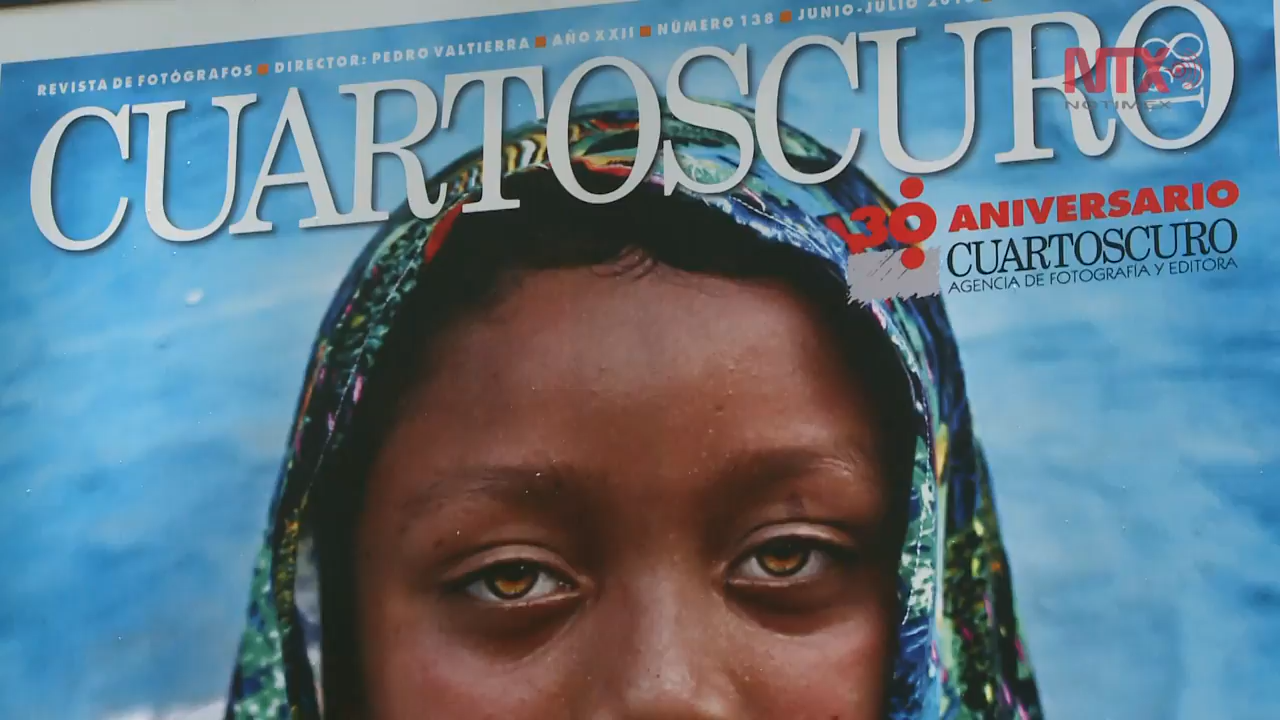 REVISTA DE FOTÓGRAFOS ■ DIRECTOR: PEDRO VALTIERRA ■ AÑO XXII ■ NÚMERO 138 ■ JUNIO-JULIO
CUARTOSCURO
138
NTX
NOTIMEX
30 ANIVERSARIO
CUARTOSCURO
AGENCIA DE FOTOGRAFÍA Y EDITORA